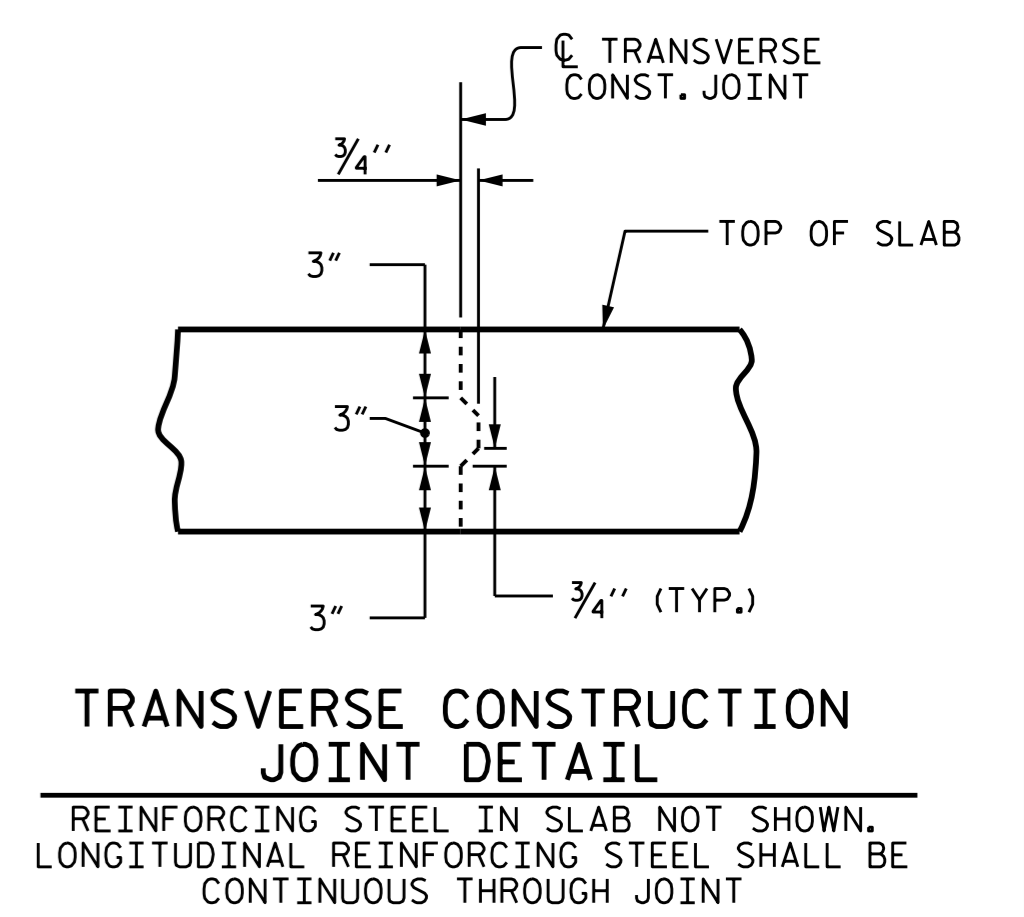 ℄ TRANSVERSE
CONST. JOINT
3/4"
TOP OF SLAB
3"
3"
3/4" (TYP.)
3"
TRANSVERSE CONSTRUCTION
JOINT DETAIL
REINFORCING STEEL IN SLAB NOT SHOWN.
LONGITUDINAL REINFORCING STEEL SHALL BE
CONTINUOUS THROUGH JOINT